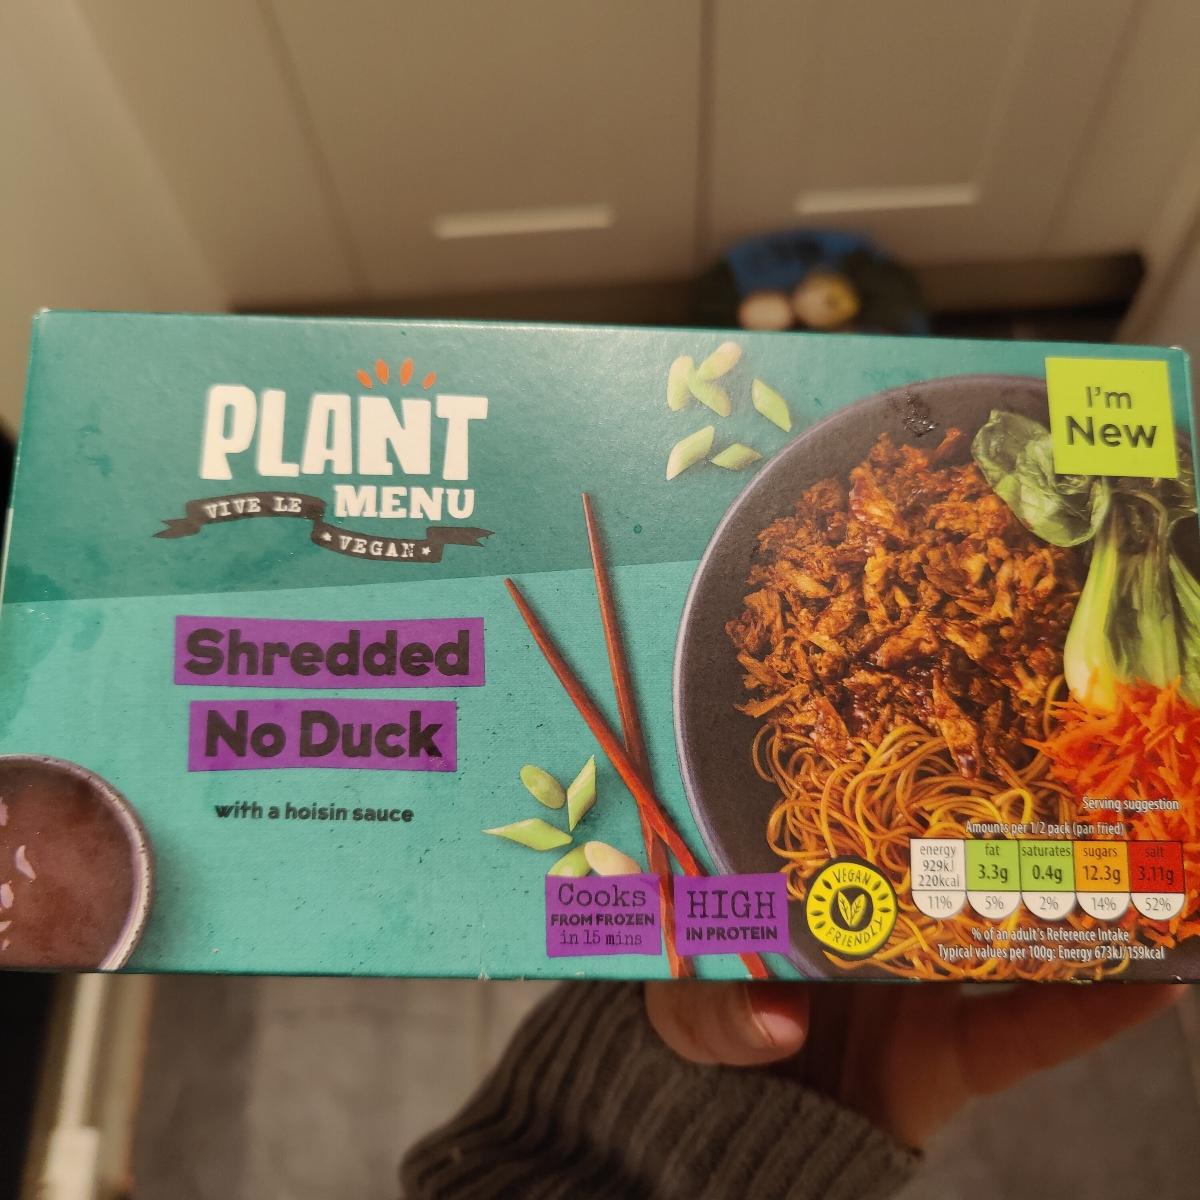 PLANT
MENU
VIVE LE
VEGAN
I'm
New
Shredded
No Duck
with a hoisin sauce
Cooks
FROM FROZEN
in 15 mins
HIGH
IN PROTEIN
VEGAN
FRIENDLY
Serving suggestion
Amounts per 1/2 pack (pan fried)
energy fat saturates sugars salt
929kJ
220kcal 3.3g 0.4g 12.3g 3.11g
11% 5% 2% 14% 52%
% of an adult's Reference Intake
Typical values per 100g: Energy 673kJ/159kcal